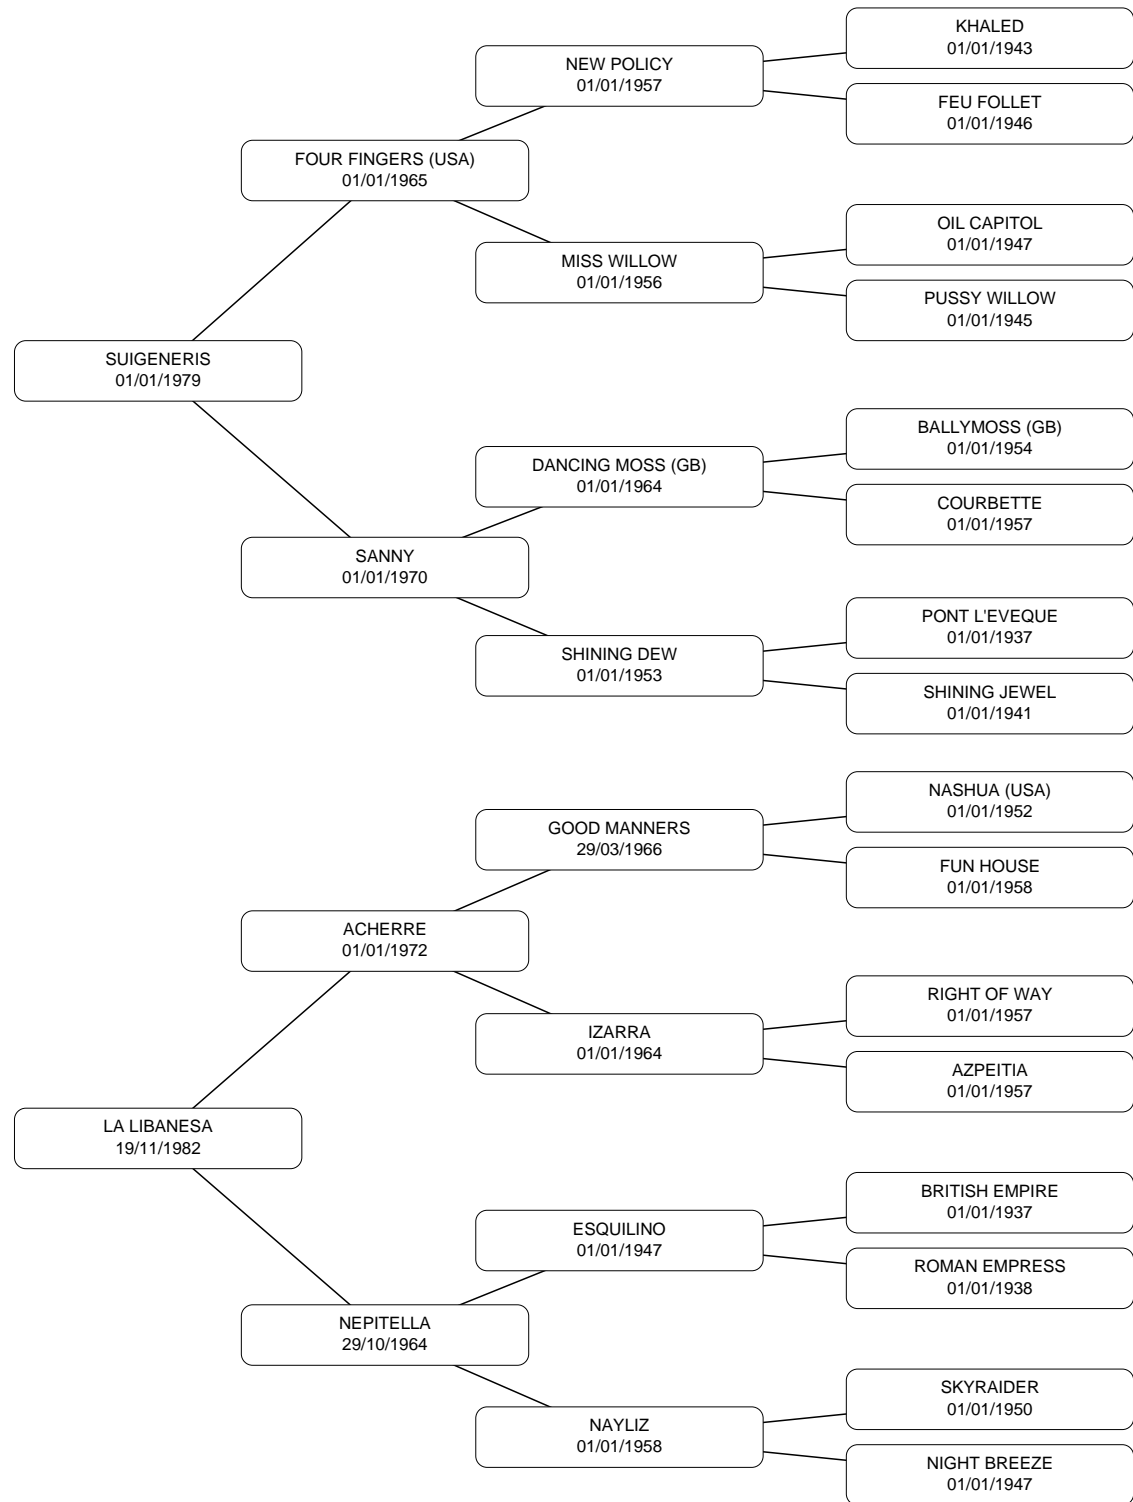 KHALED
01/01/1943
NEW POLICY
01/01/1957
FEU FOLLET
01/01/1946
FOUR FINGERS (USA)
01/01/1965
OIL CAPITOL
01/01/1947
MISS WILLOW
01/01/1956
PUSSY WILLOW
01/01/1945
SUIGENERIS
01/01/1979
BALLYMOSS (GB)
01/01/1954
DANCING MOSS (GB)
01/01/1964
COURBETTE
01/01/1957
SANNY
01/01/1970
PONT L'EVEQUE
01/01/1937
SHINING DEW
01/01/1953
SHINING JEWEL
01/01/1941
NASHUA (USA)
01/01/1952
GOOD MANNERS
29/03/1966
FUN HOUSE
01/01/1958
ACHERRE
01/01/1972
RIGHT OF WAY
01/01/1957
IZARRA
01/01/1964
AZPEITIA
01/01/1957
LA LIBANESA
19/11/1982
BRITISH EMPIRE
01/01/1937
ESQUILINO
01/01/1947
ROMAN EMPRESS
01/01/1938
NEPITELLA
29/10/1964
SKYRAIDER
01/01/1950
NAYLIZ
01/01/1958
NIGHT BREEZE
01/01/1947